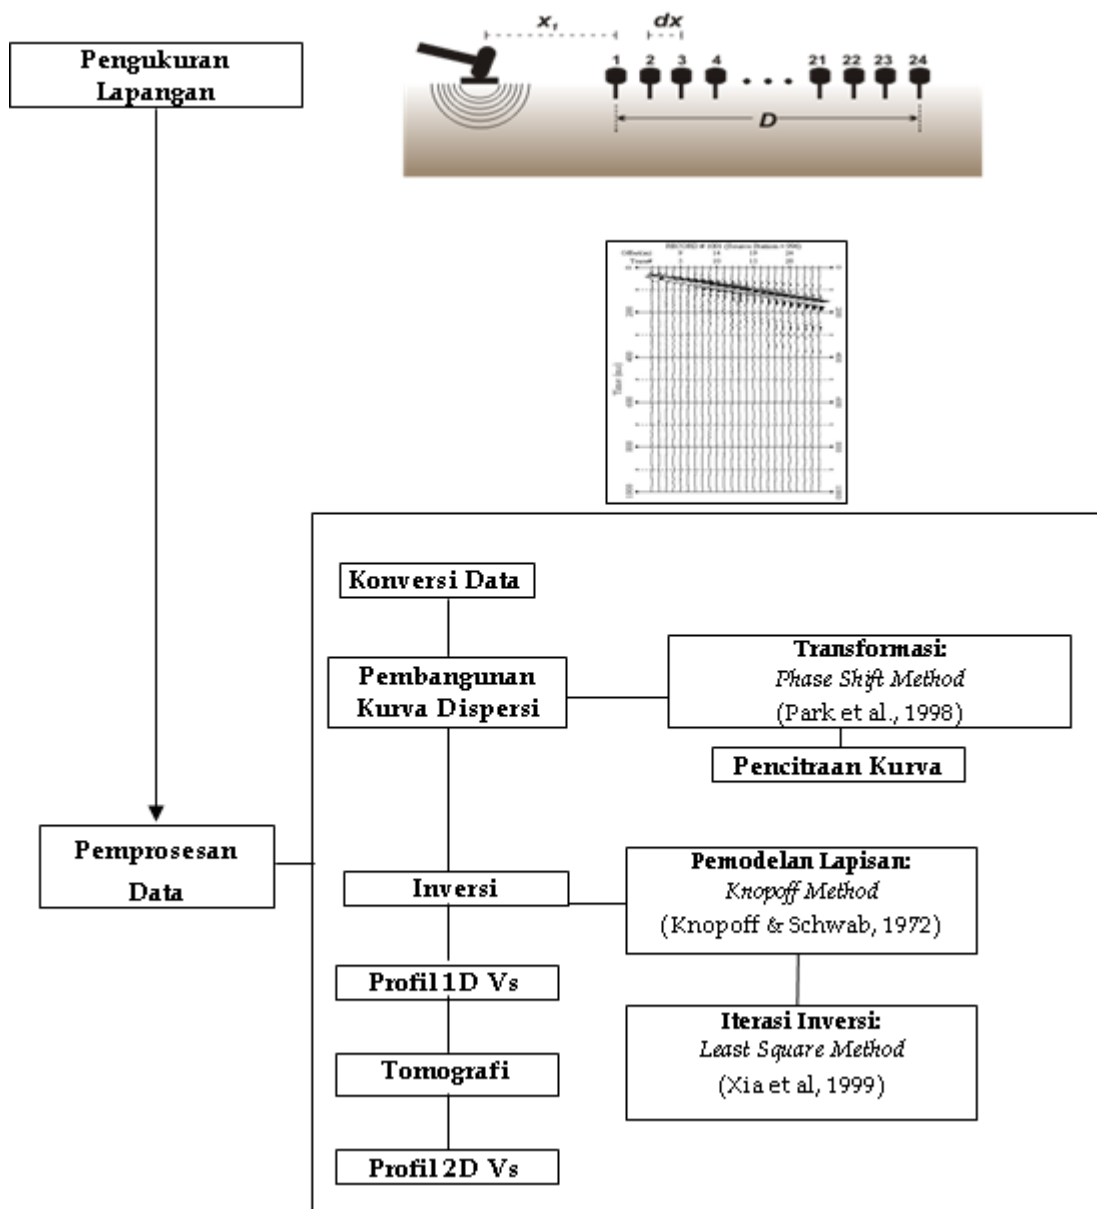 Pengukuran
Lapangan
x₁
dx
1 2 3 4 21 22 23 24
D
Time (ms)
Konversi Data
Pembangunan
Kurva Dispersi
Transformasi:
Phase Shift Method
(Park et al., 1998)
Pencitraan Kurva
Pemprosesan
Data
Inversi
Pemodelan Lapisan:
Knopoff Method
(Knopoff & Schwab, 1972)
Profil 1D Vs
Iterasi Inversi:
Least Square Method
(Xia et al, 1999)
Tomografi
Profil 2D Vs